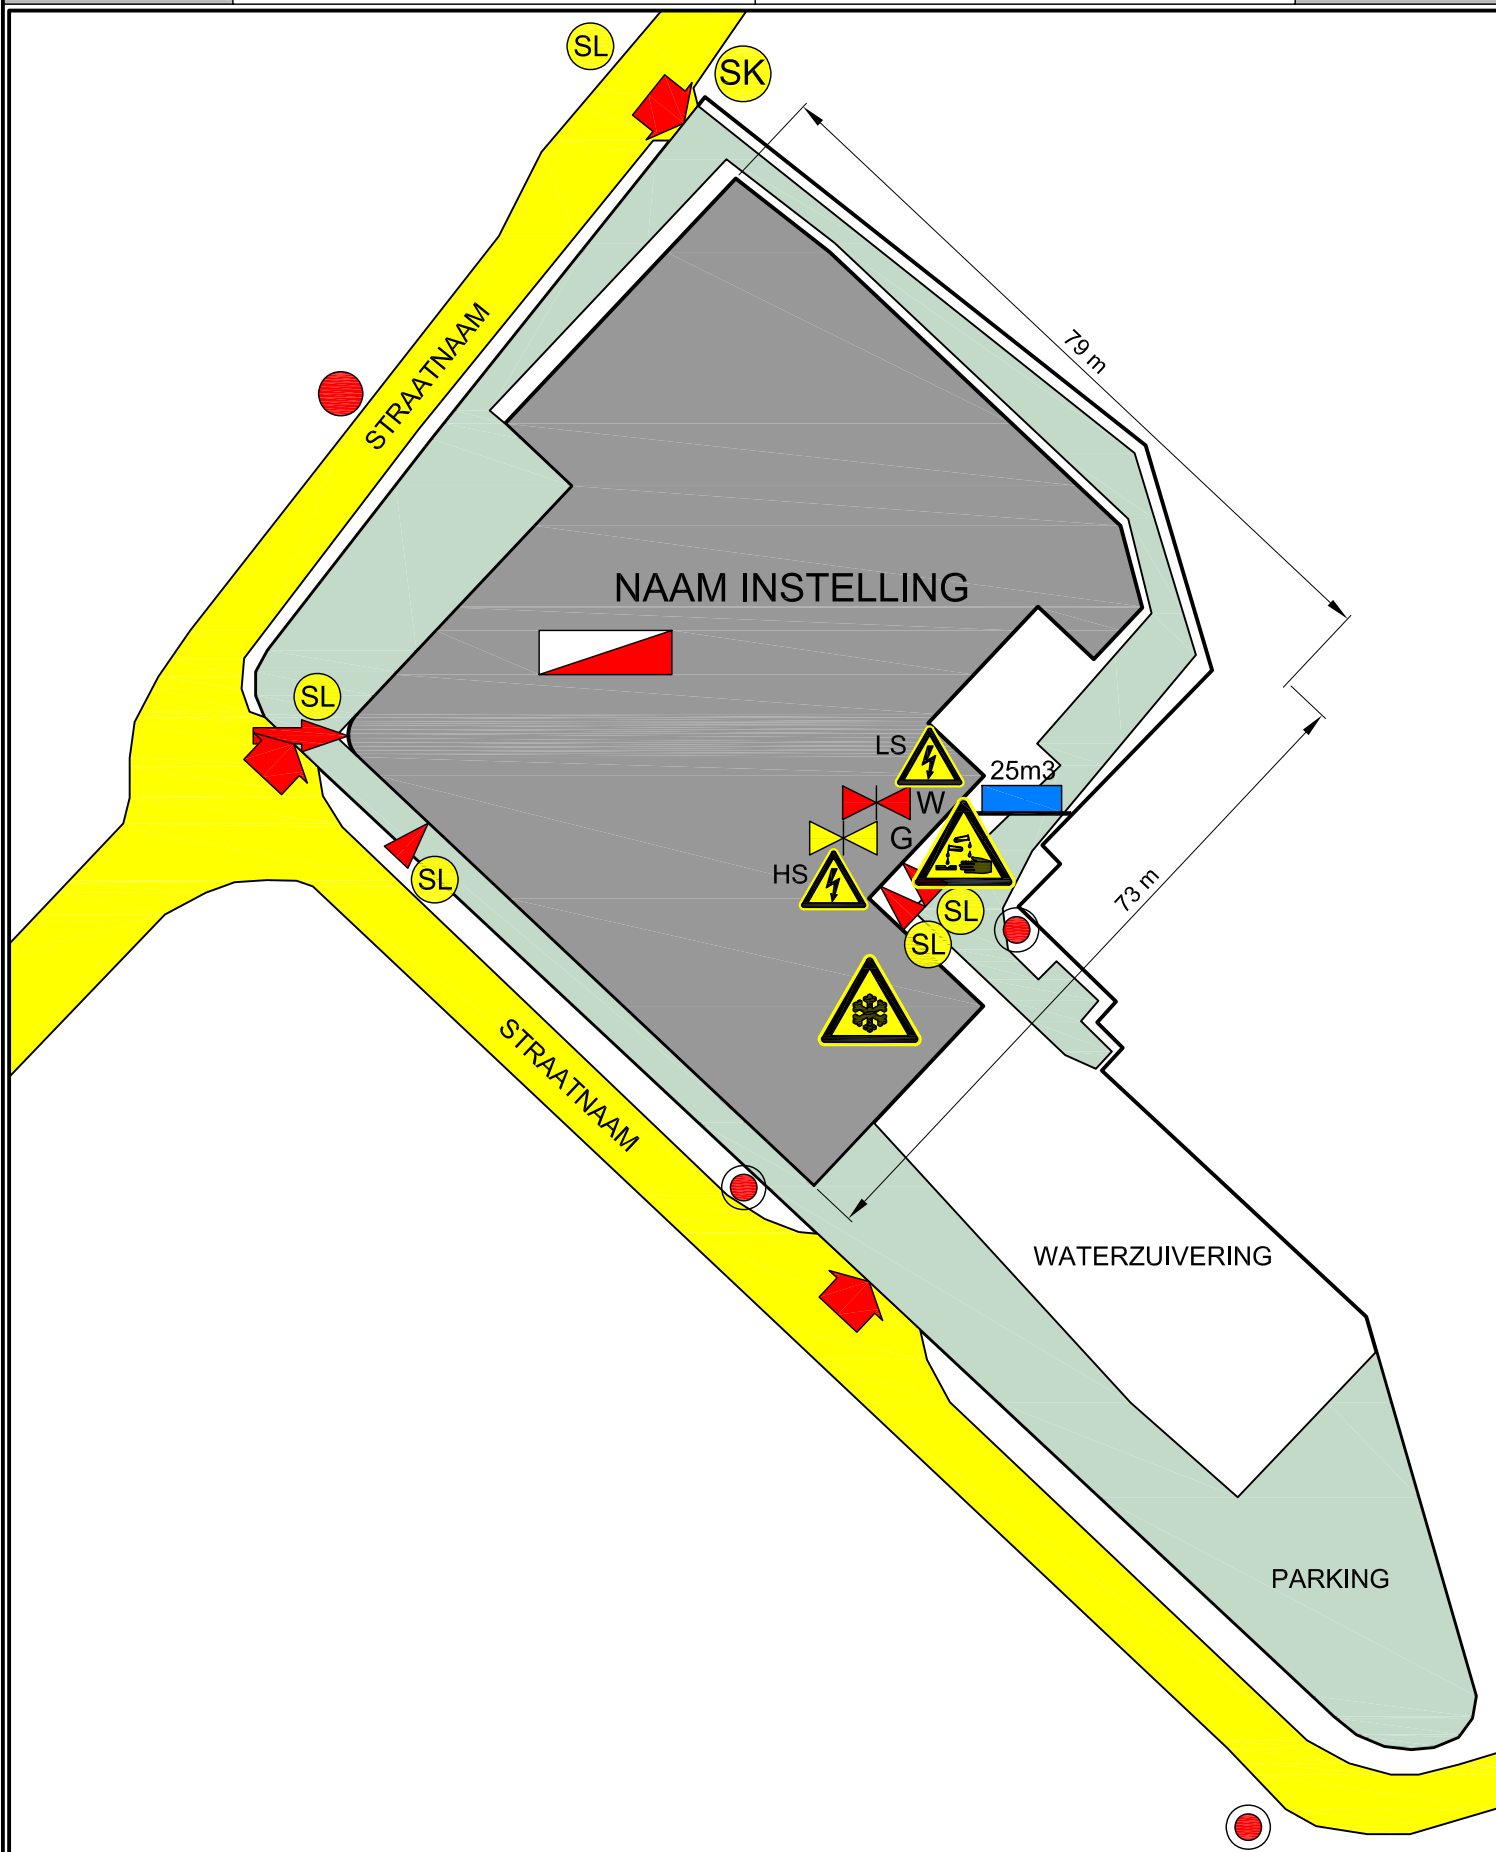 SL
SK
79 m
STRAATNAAM
NAAM INSTELLING
SL
LS
25m3
W
G
HS
SL
SL
SL
73 m
STRAATNAAM
WATERZUIVERING
PARKING